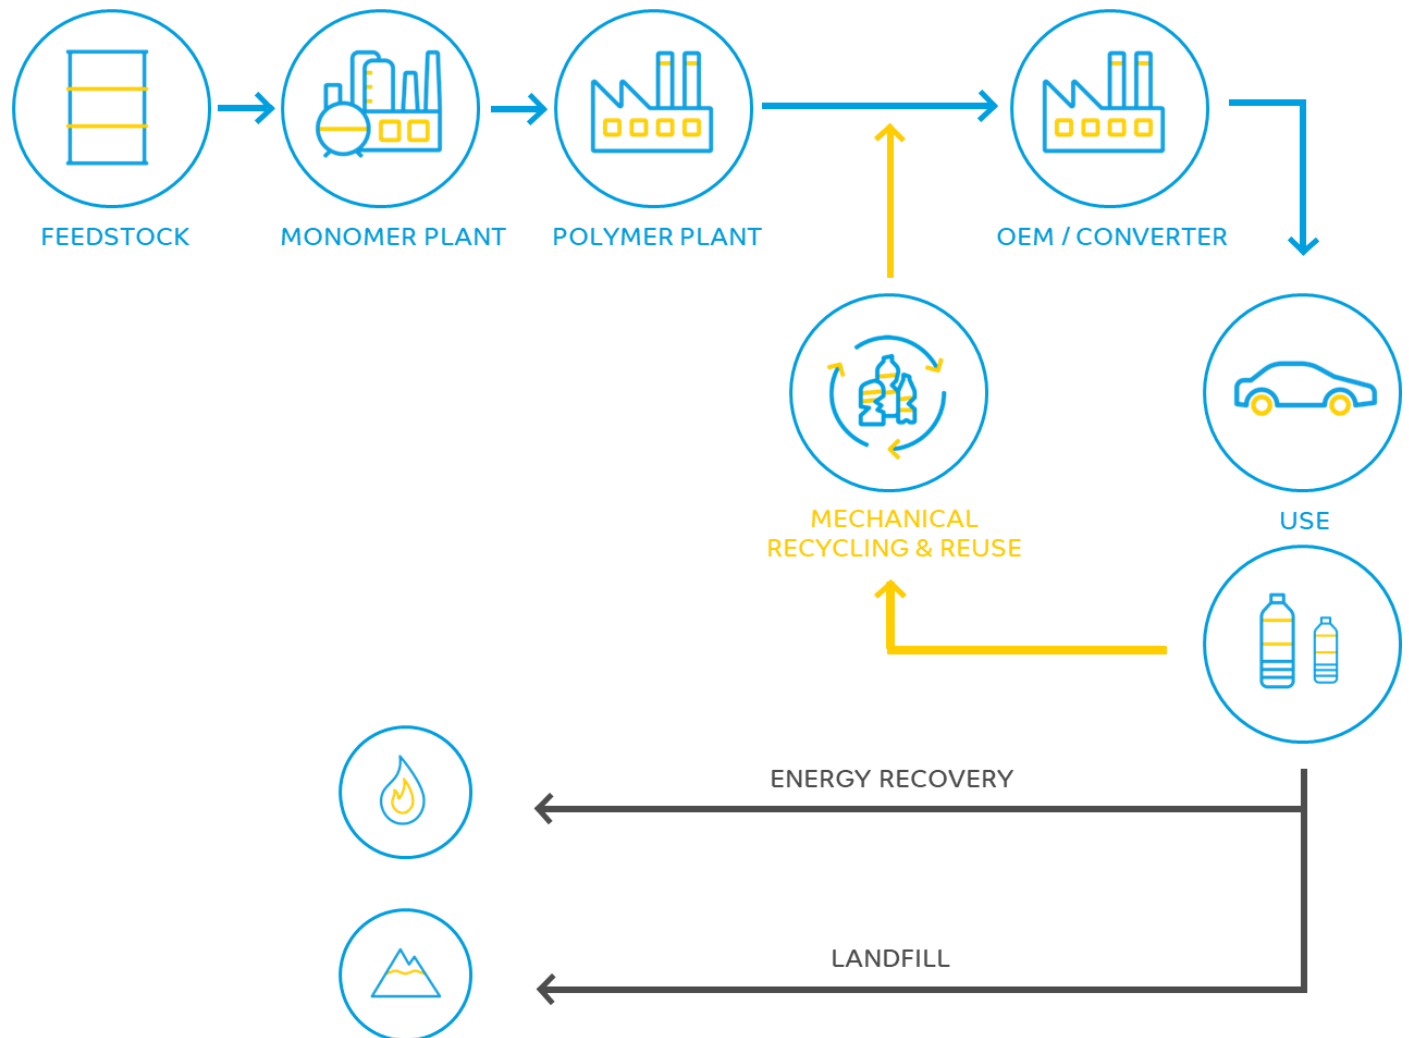 FEEDSTOCK
MONOMER PLANT
POLYMER PLANT
OEM / CONVERTER
MECHANICAL
RECYCLING & REUSE
USE
ENERGY RECOVERY
LANDFILL